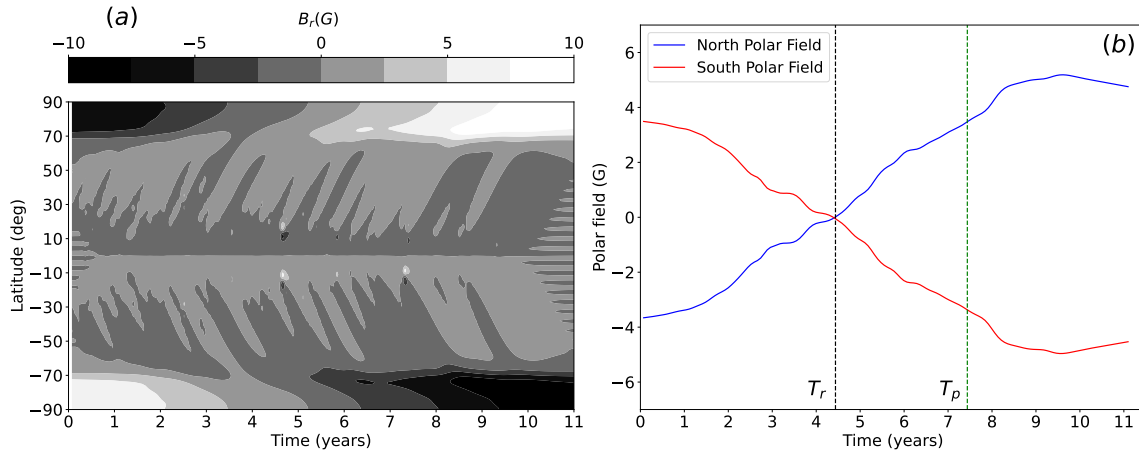 (a)
B_r(G)
−10 −5 0 5 10
90
70
50
30
10
−10
−30
−50
−70
−90
Latitude (deg)
0 1 2 3 4 5 6 7 8 9 10 11
Time (years)
(b)
North Polar Field
South Polar Field
6
4
2
0
−2
−4
−6
Polar field (G)
T_r
T_p
0 1 2 3 4 5 6 7 8 9 10 11
Time (years)